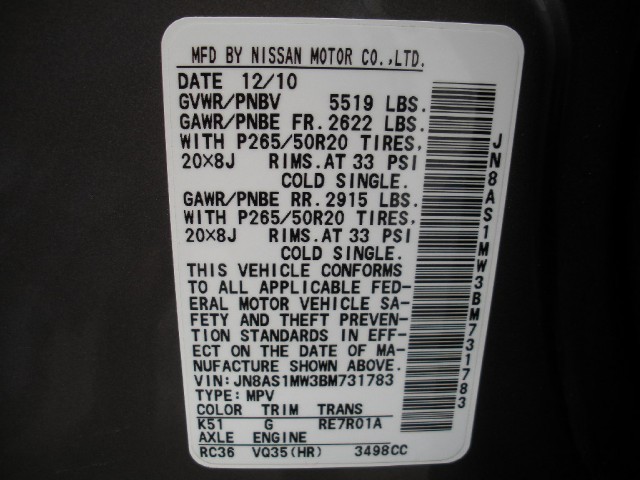 MFD BY NISSAN MOTOR CO.,LTD.
DATE 12/10
GVWR/PNBV 5519 LBS.
GAWR/PNBE FR. 2622 LBS.
WITH P265/50R20 TIRES,
20×8J RIMS.AT 33 PSI
COLD SINGLE.
GAWR/PNBE RR. 2915 LBS.
WITH P265/50R20 TIRES,
20×8J RIMS.AT 33 PSI
COLD SINGLE.
THIS VEHICLE CONFORMS
TO ALL APPLICABLE FED-
ERAL MOTOR VEHICLE SA-
FETY AND THEFT PREVEN-
TION STANDARDS IN EFF-
ECT ON THE DATE OF MA-
NUFACTURE SHOWN ABOVE.
VIN:JN8AS1MW3BM731783
TYPE:MPV
COLOR TRIM TRANS
K51 G RE7R01A
AXLE ENGINE
RC36 VQ35(HR) 3498CC
JN8AS1MW3BM731783